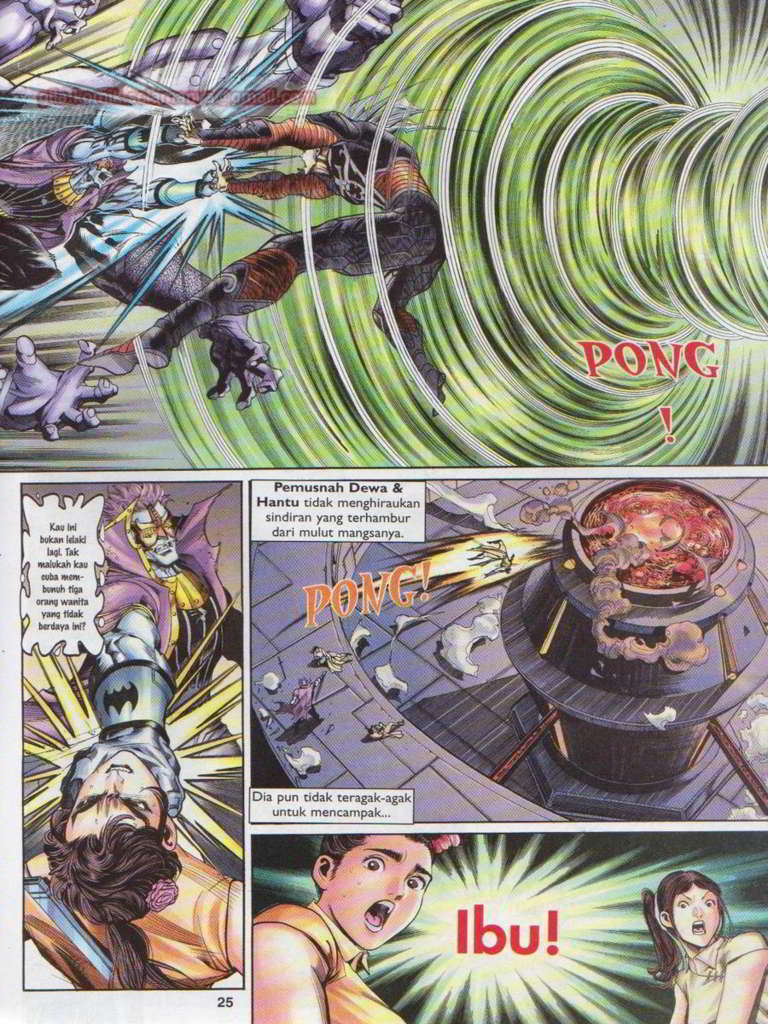 PONG
!
Kau ini
bukan lelaki
lagi. Tak
malukah kau
cuba mem-
bunuh tiga
orang wanita
yang tidak
berdaya ini?
Pemusnah Dewa &
Hantu tidak menghiraukan
sindiran yang terhambur
dari mulut mangsanya.
PONG!
Dia pun tidak teragak-agak
untuk mencampak...
Ibu!
25